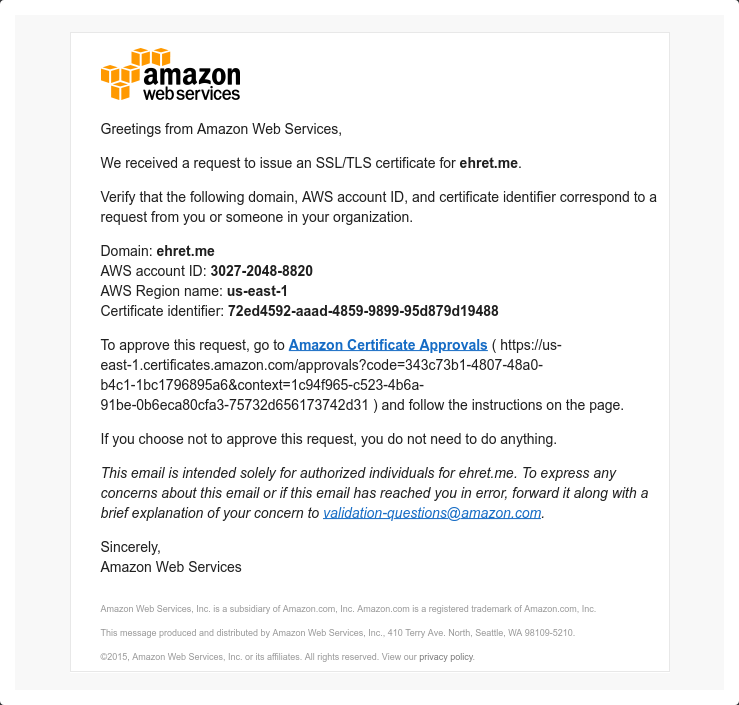 amazon
web services
Greetings from Amazon Web Services,
We received a request to issue an SSL/TLS certificate for ehret.me.
Verify that the following domain, AWS account ID, and certificate identifier correspond to a
request from you or someone in your organization.
Domain: ehret.me
AWS account ID: 3027-2048-8820
AWS Region name: us-east-1
Certificate identifier: 72ed4592-aaad-4859-9899-95d879d19488
To approve this request, go to Amazon Certificate Approvals ( https://us-
east-1.certificates.amazon.com/approvals?code=343c73b1-4807-48a0-
b4c1-1bc1796895a6&context=1c94f965-c523-4b6a-
91be-0b6eca80cfa3-75732d656173742d31 ) and follow the instructions on the page.
If you choose not to approve this request, you do not need to do anything.
This email is intended solely for authorized individuals for ehret.me. To express any
concerns about this email or if this email has reached you in error, forward it along with a
brief explanation of your concern to validation-questions@amazon.com.
Sincerely,
Amazon Web Services
Amazon Web Services, Inc. is a subsidiary of Amazon.com, Inc. Amazon.com is a registered trademark of Amazon.com, Inc.
This message produced and distributed by Amazon Web Services, Inc., 410 Terry Ave. North, Seattle, WA 98109-5210.
©2015, Amazon Web Services, Inc. or its affiliates. All rights reserved. View our privacy policy.